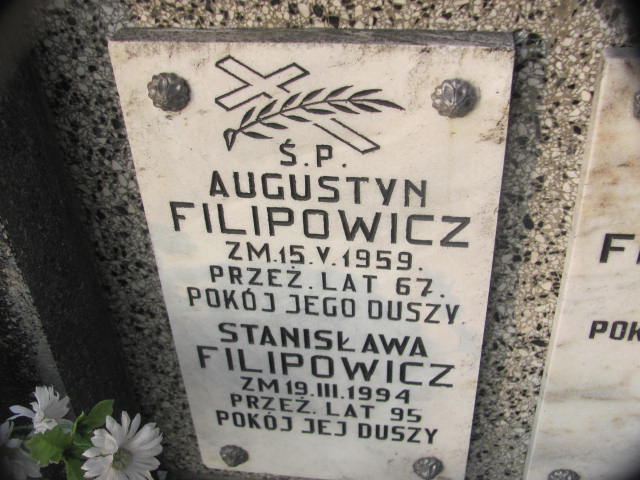 Ś.P.
AUGUSTYN
FILIPOWICZ
ZM.15.V.1959.
PRZEŻ. LAT 67.
POKÓJ JEGO DUSZY.
STANISŁAWA
FILIPOWICZ
ZM 19.III.1994
PRZEŻ. LAT 95
POKÓJ JEJ DUSZY